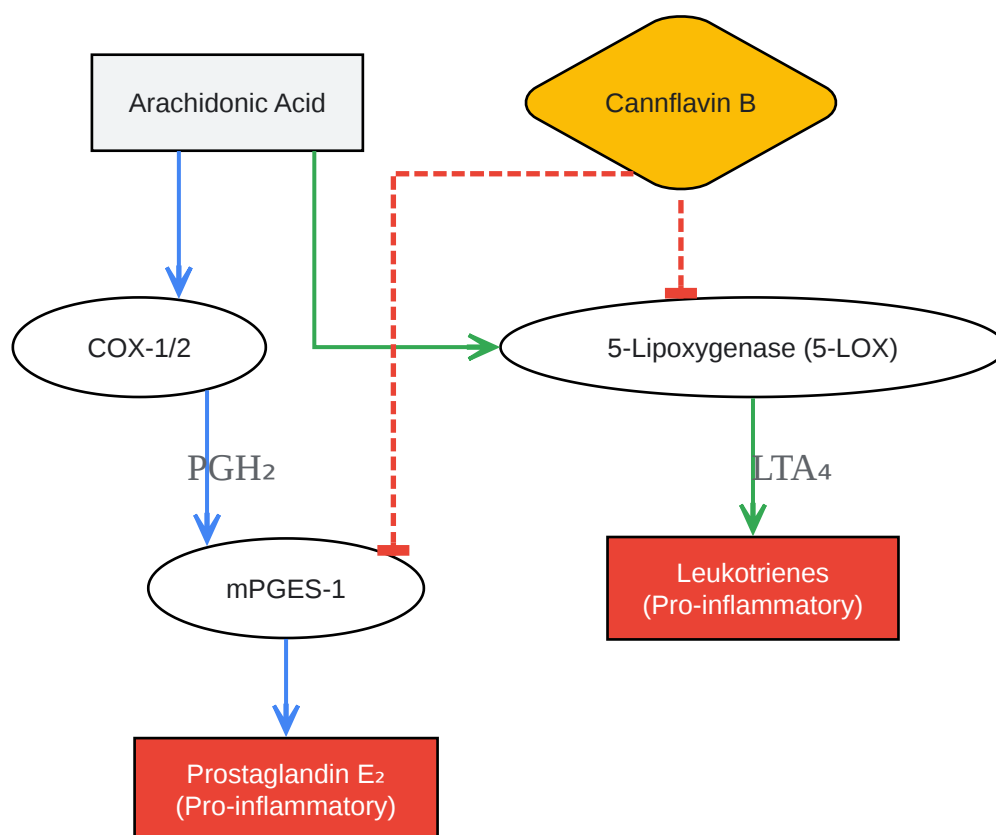 Arachidonic Acid
Cannflavin B
COX-1/2
5-Lipoxygenase (5-LOX)
PGH₂
LTA₄
mPGES-1
Leukotrienes
(Pro-inflammatory)
Prostaglandin E₂
(Pro-inflammatory)